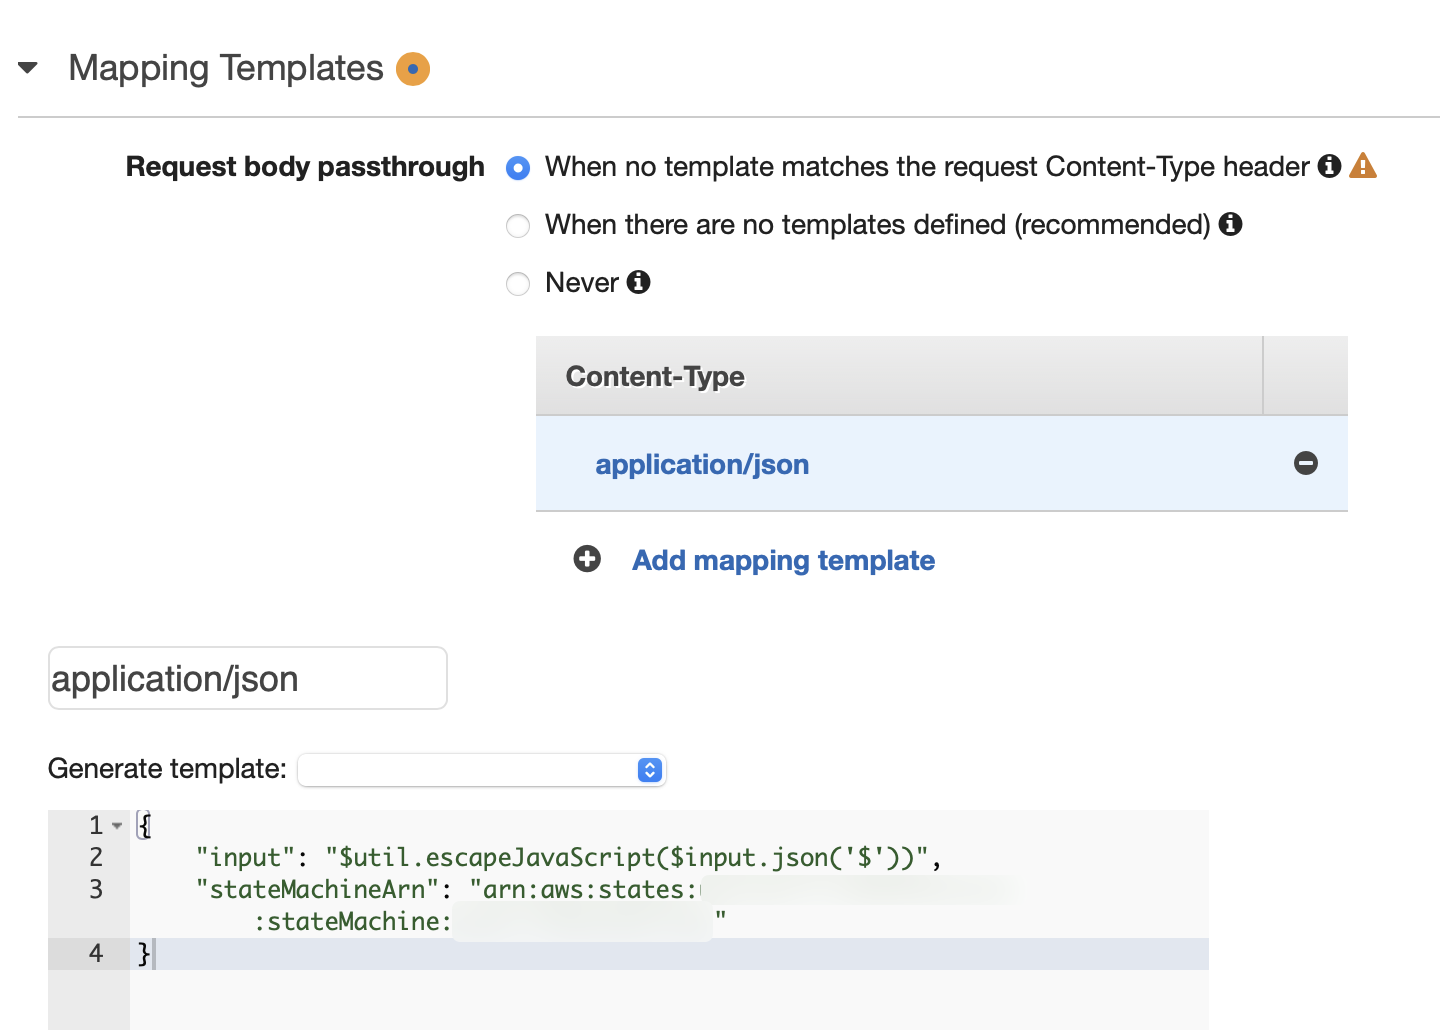 Mapping Templates
Request body passthrough
When no template matches the request Content-Type header
When there are no templates defined (recommended)
Never
Content-Type
application/json
Add mapping template
application/json
Generate template:
1 {
2 "input": "$util.escapeJavaScript($input.json('$'))",
3 "stateMachineArn": "arn:aws:states:
:stateMachine: "
4 }